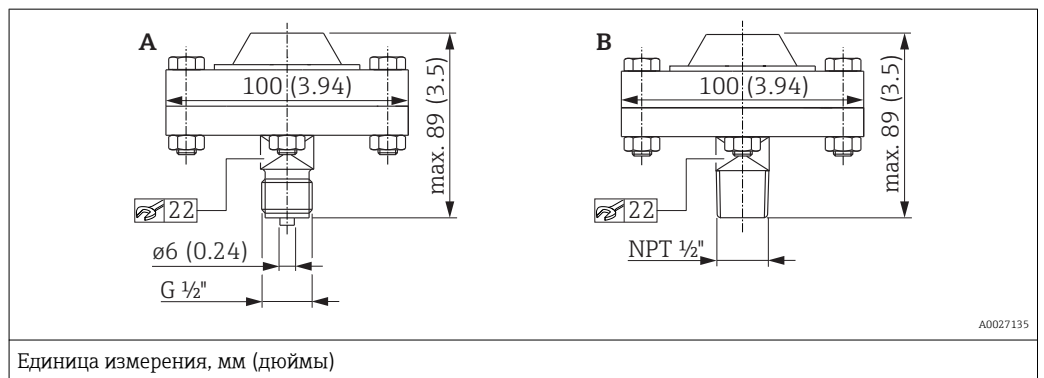 A
100 (3.94)
max. 89 (3.5)
22
ø6 (0.24)
G ½"
B
100 (3.94)
max. 89 (3.5)
22
NPT ½"
A0027135
Единица измерения, мм (дюймы)